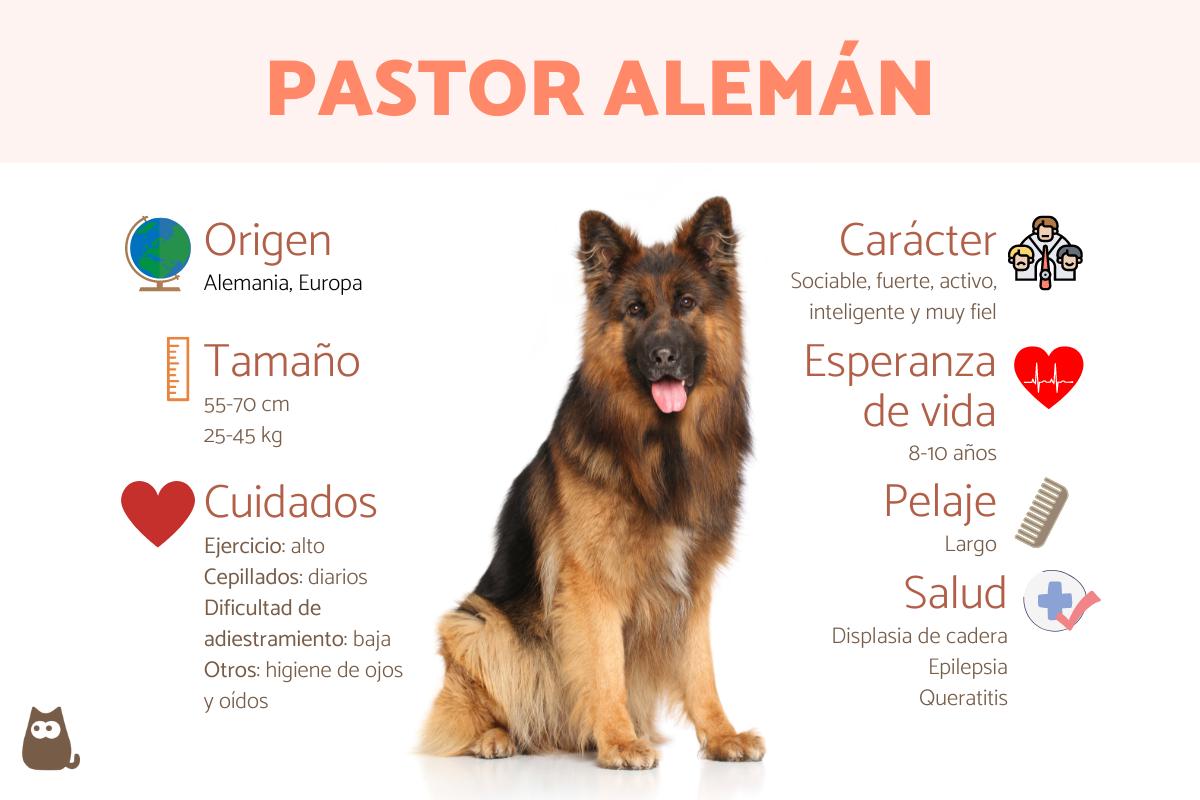 PASTOR ALEMÁN
Origen
Alemania, Europa
Tamaño
55-70 cm
25-45 kg
Cuidados
Ejercicio: alto
Cepillados: diarios
Dificultad de
adiestramiento: baja
Otros: higiene de ojos
y oídos
Carácter
Sociable, fuerte, activo,
inteligente y muy fiel
Esperanza
de vida
8-10 años
Pelaje
Largo
Salud
Displasia de cadera
Epilepsia
Queratitis